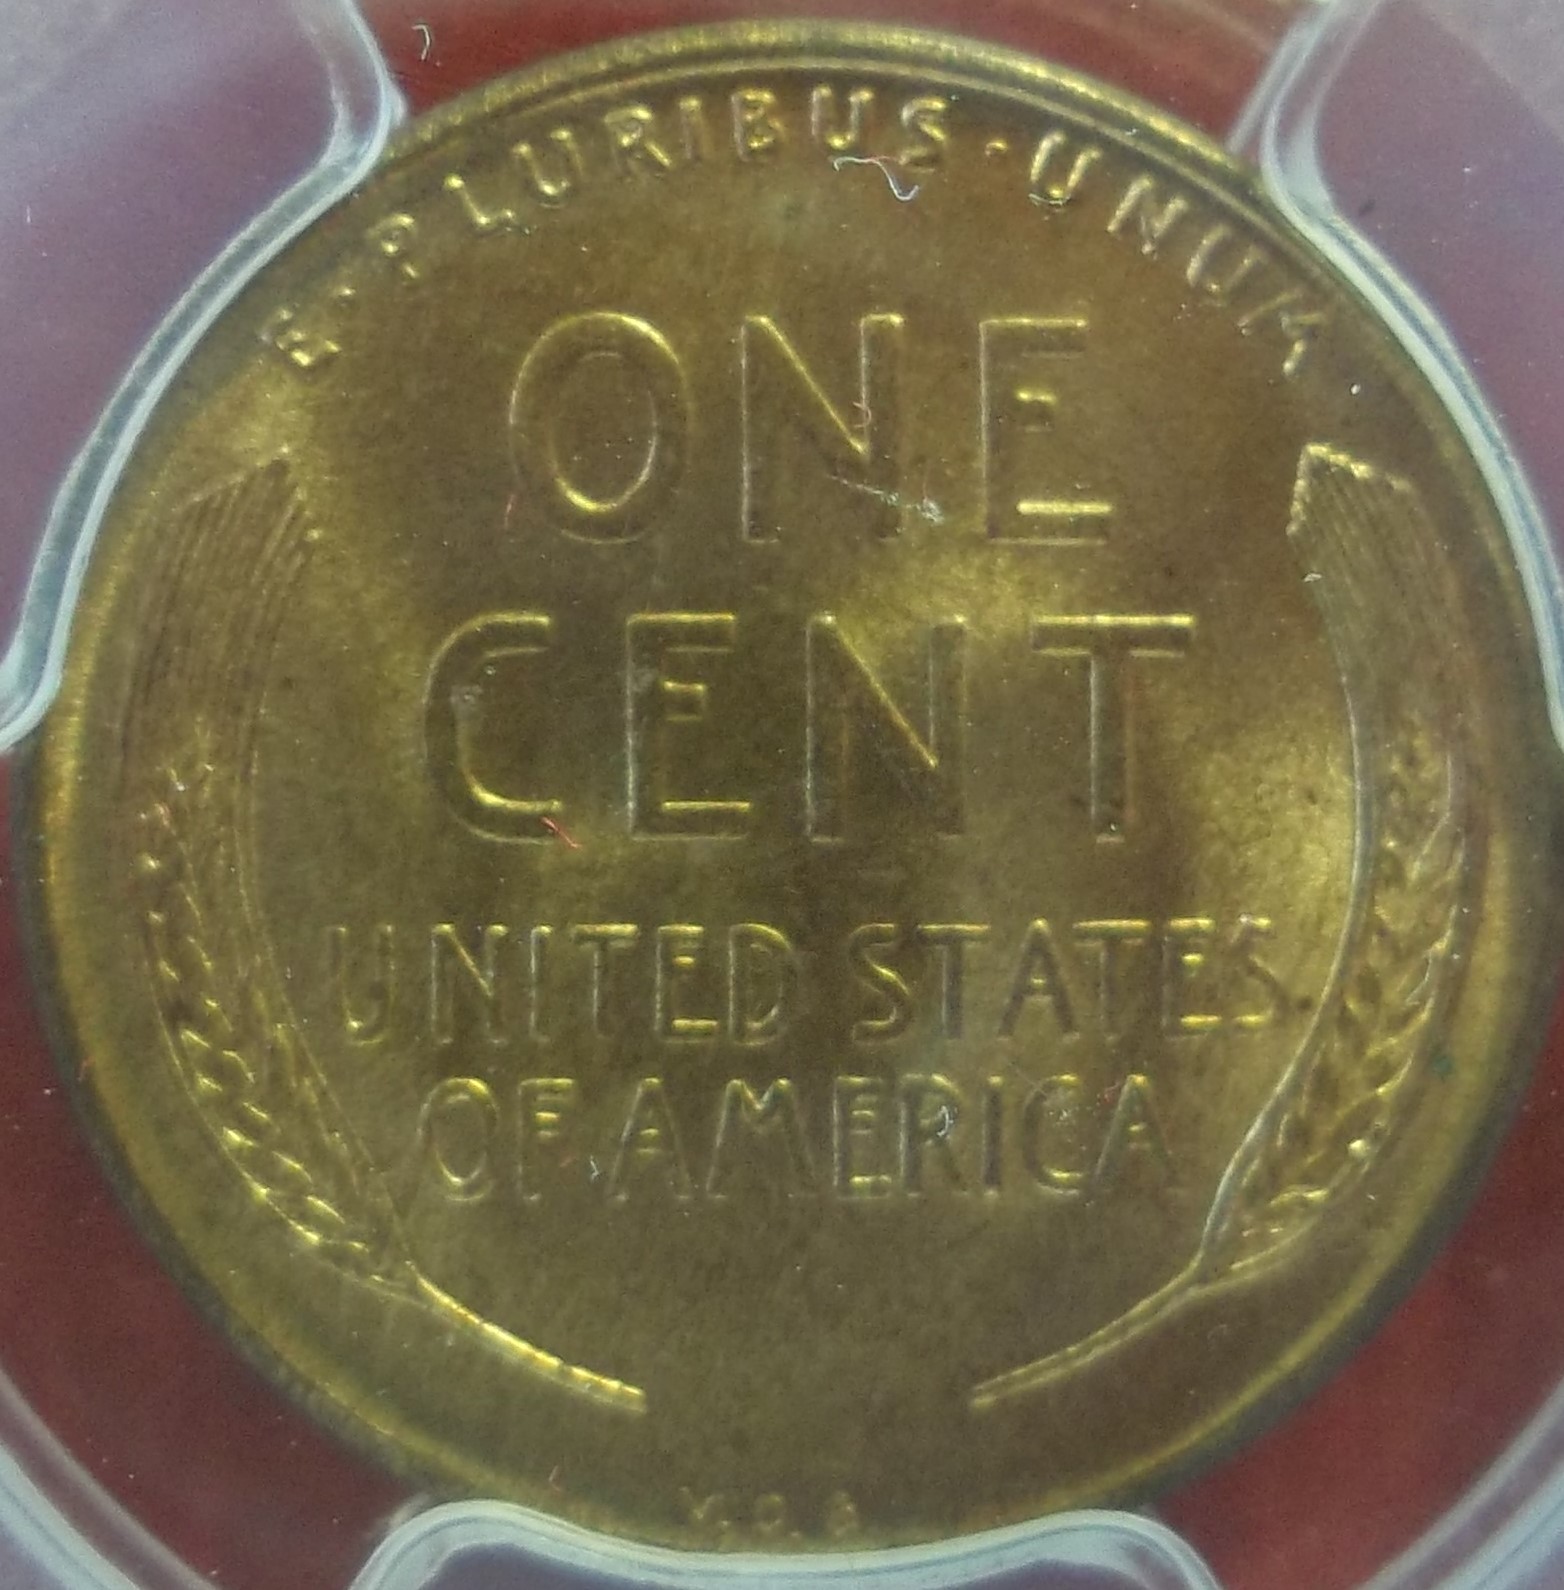 E·PLURIBUS·UNUM
ONE
CENT
UNITED STATES
OF AMERICA
V.D.B.